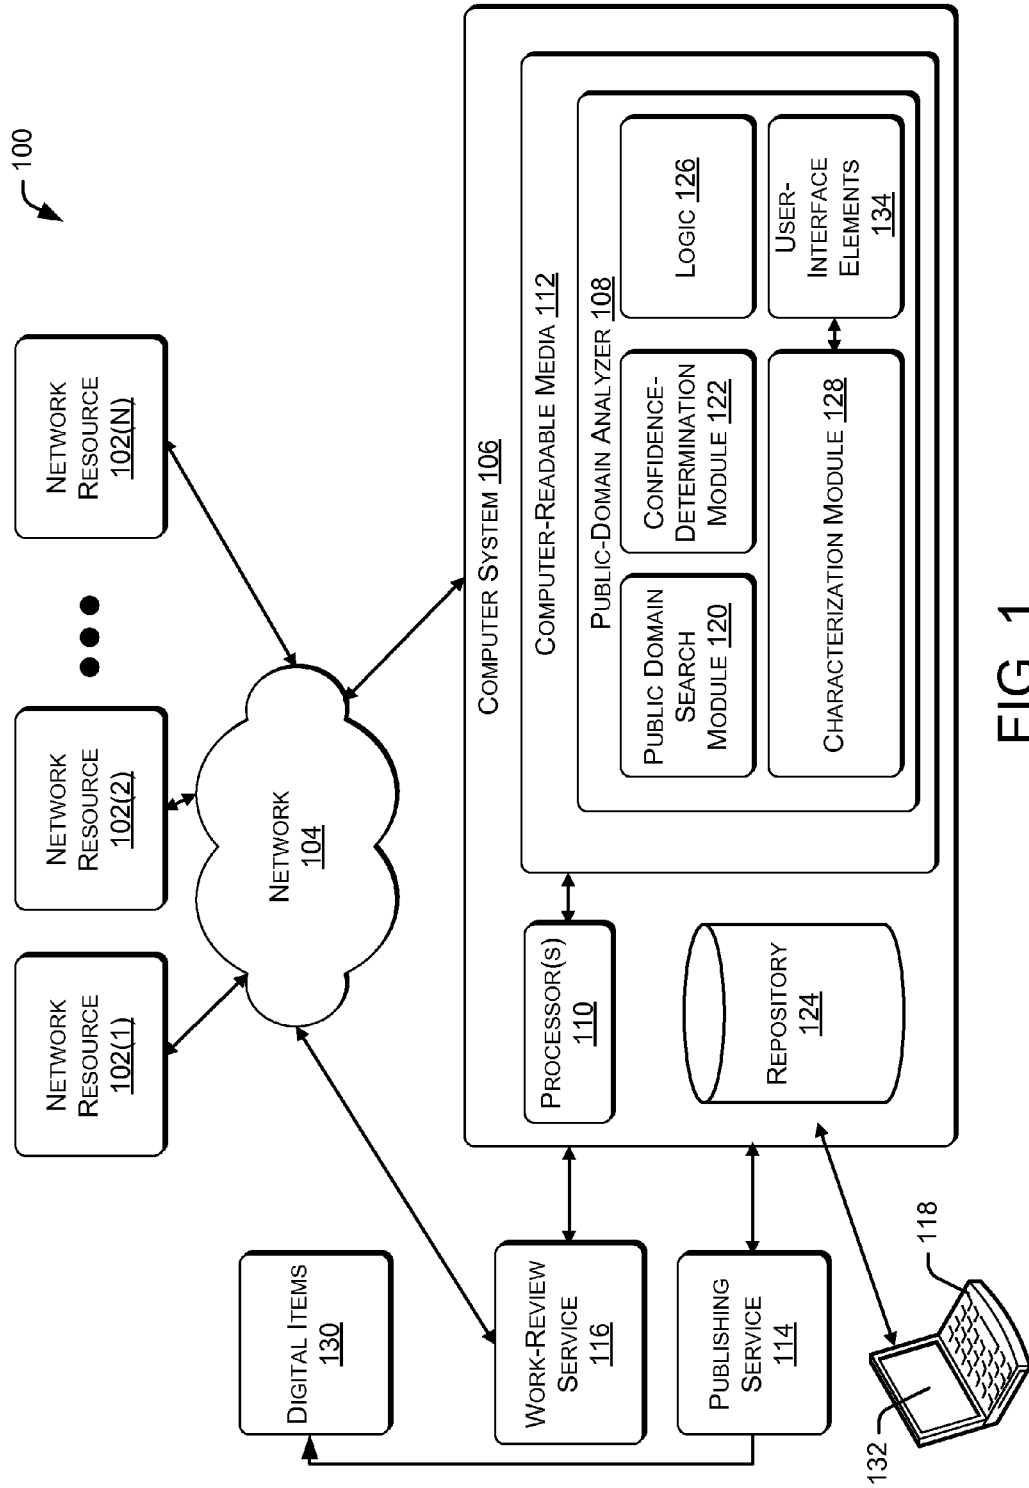 100
NETWORK
RESOURCE
102(1)
NETWORK
RESOURCE
102(2)
NETWORK
RESOURCE
102(N)
NETWORK
104
DIGITAL ITEMS
130
WORK-REVIEW
SERVICE
116
PUBLISHING
SERVICE
114
132
118
COMPUTER SYSTEM 106
PROCESSOR(S)
110
REPOSITORY
124
COMPUTER-READABLE MEDIA 112
PUBLIC-DOMAIN ANALYZER 108
PUBLIC DOMAIN
SEARCH
MODULE 120
CONFIDENCE-
DETERMINATION
MODULE 122
LOGIC 126
CHARACTERIZATION MODULE 128
USER-
INTERFACE
ELEMENTS
134
FIG. 1